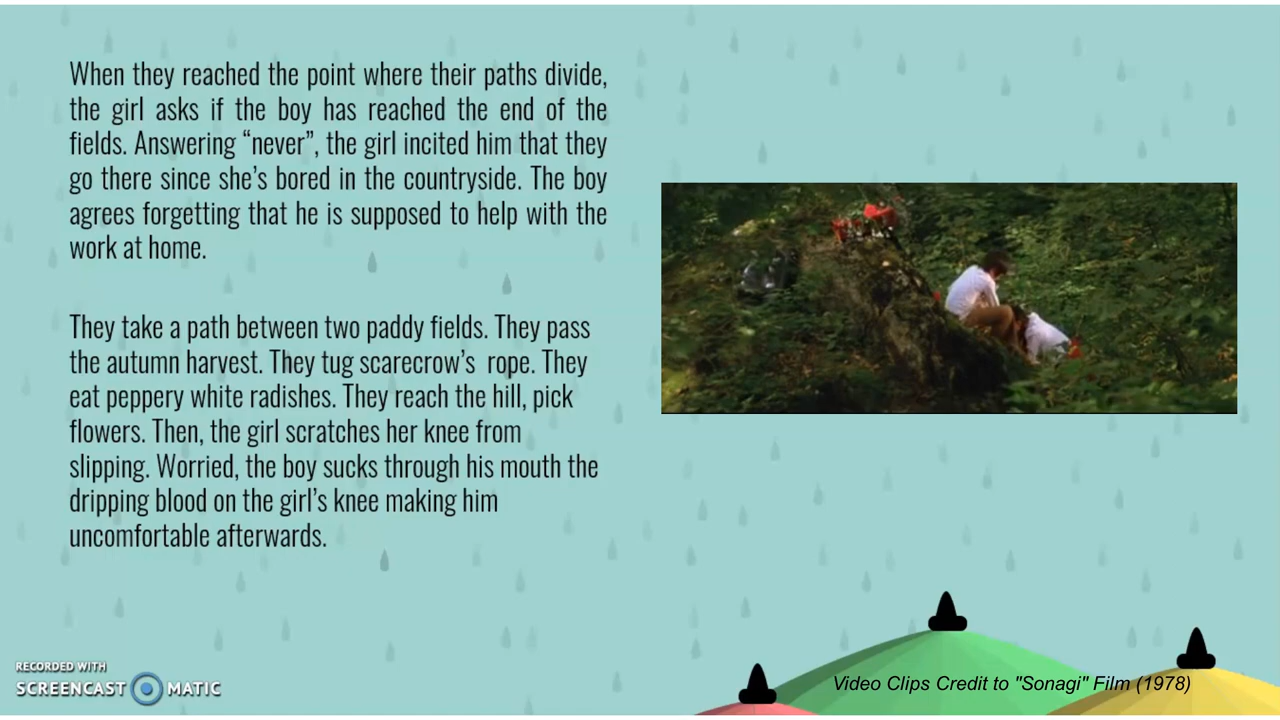 When they reached the point where their paths divide,
the girl asks if the boy has reached the end of the
fields. Answering “never”, the girl incited him that they
go there since she’s bored in the countryside. The boy
agrees forgetting that he is supposed to help with the
work at home.
They take a path between two paddy fields. They pass
the autumn harvest. They tug scarecrow’s rope. They
eat peppery white radishes. They reach the hill, pick
flowers. Then, the girl scratches her knee from
slipping. Worried, the boy sucks through his mouth the
dripping blood on the girl’s knee making him
uncomfortable afterwards.
RECORDED WITH
SCREENCAST MATIC
Video Clips Credit to "Sonagi" Film (1978)